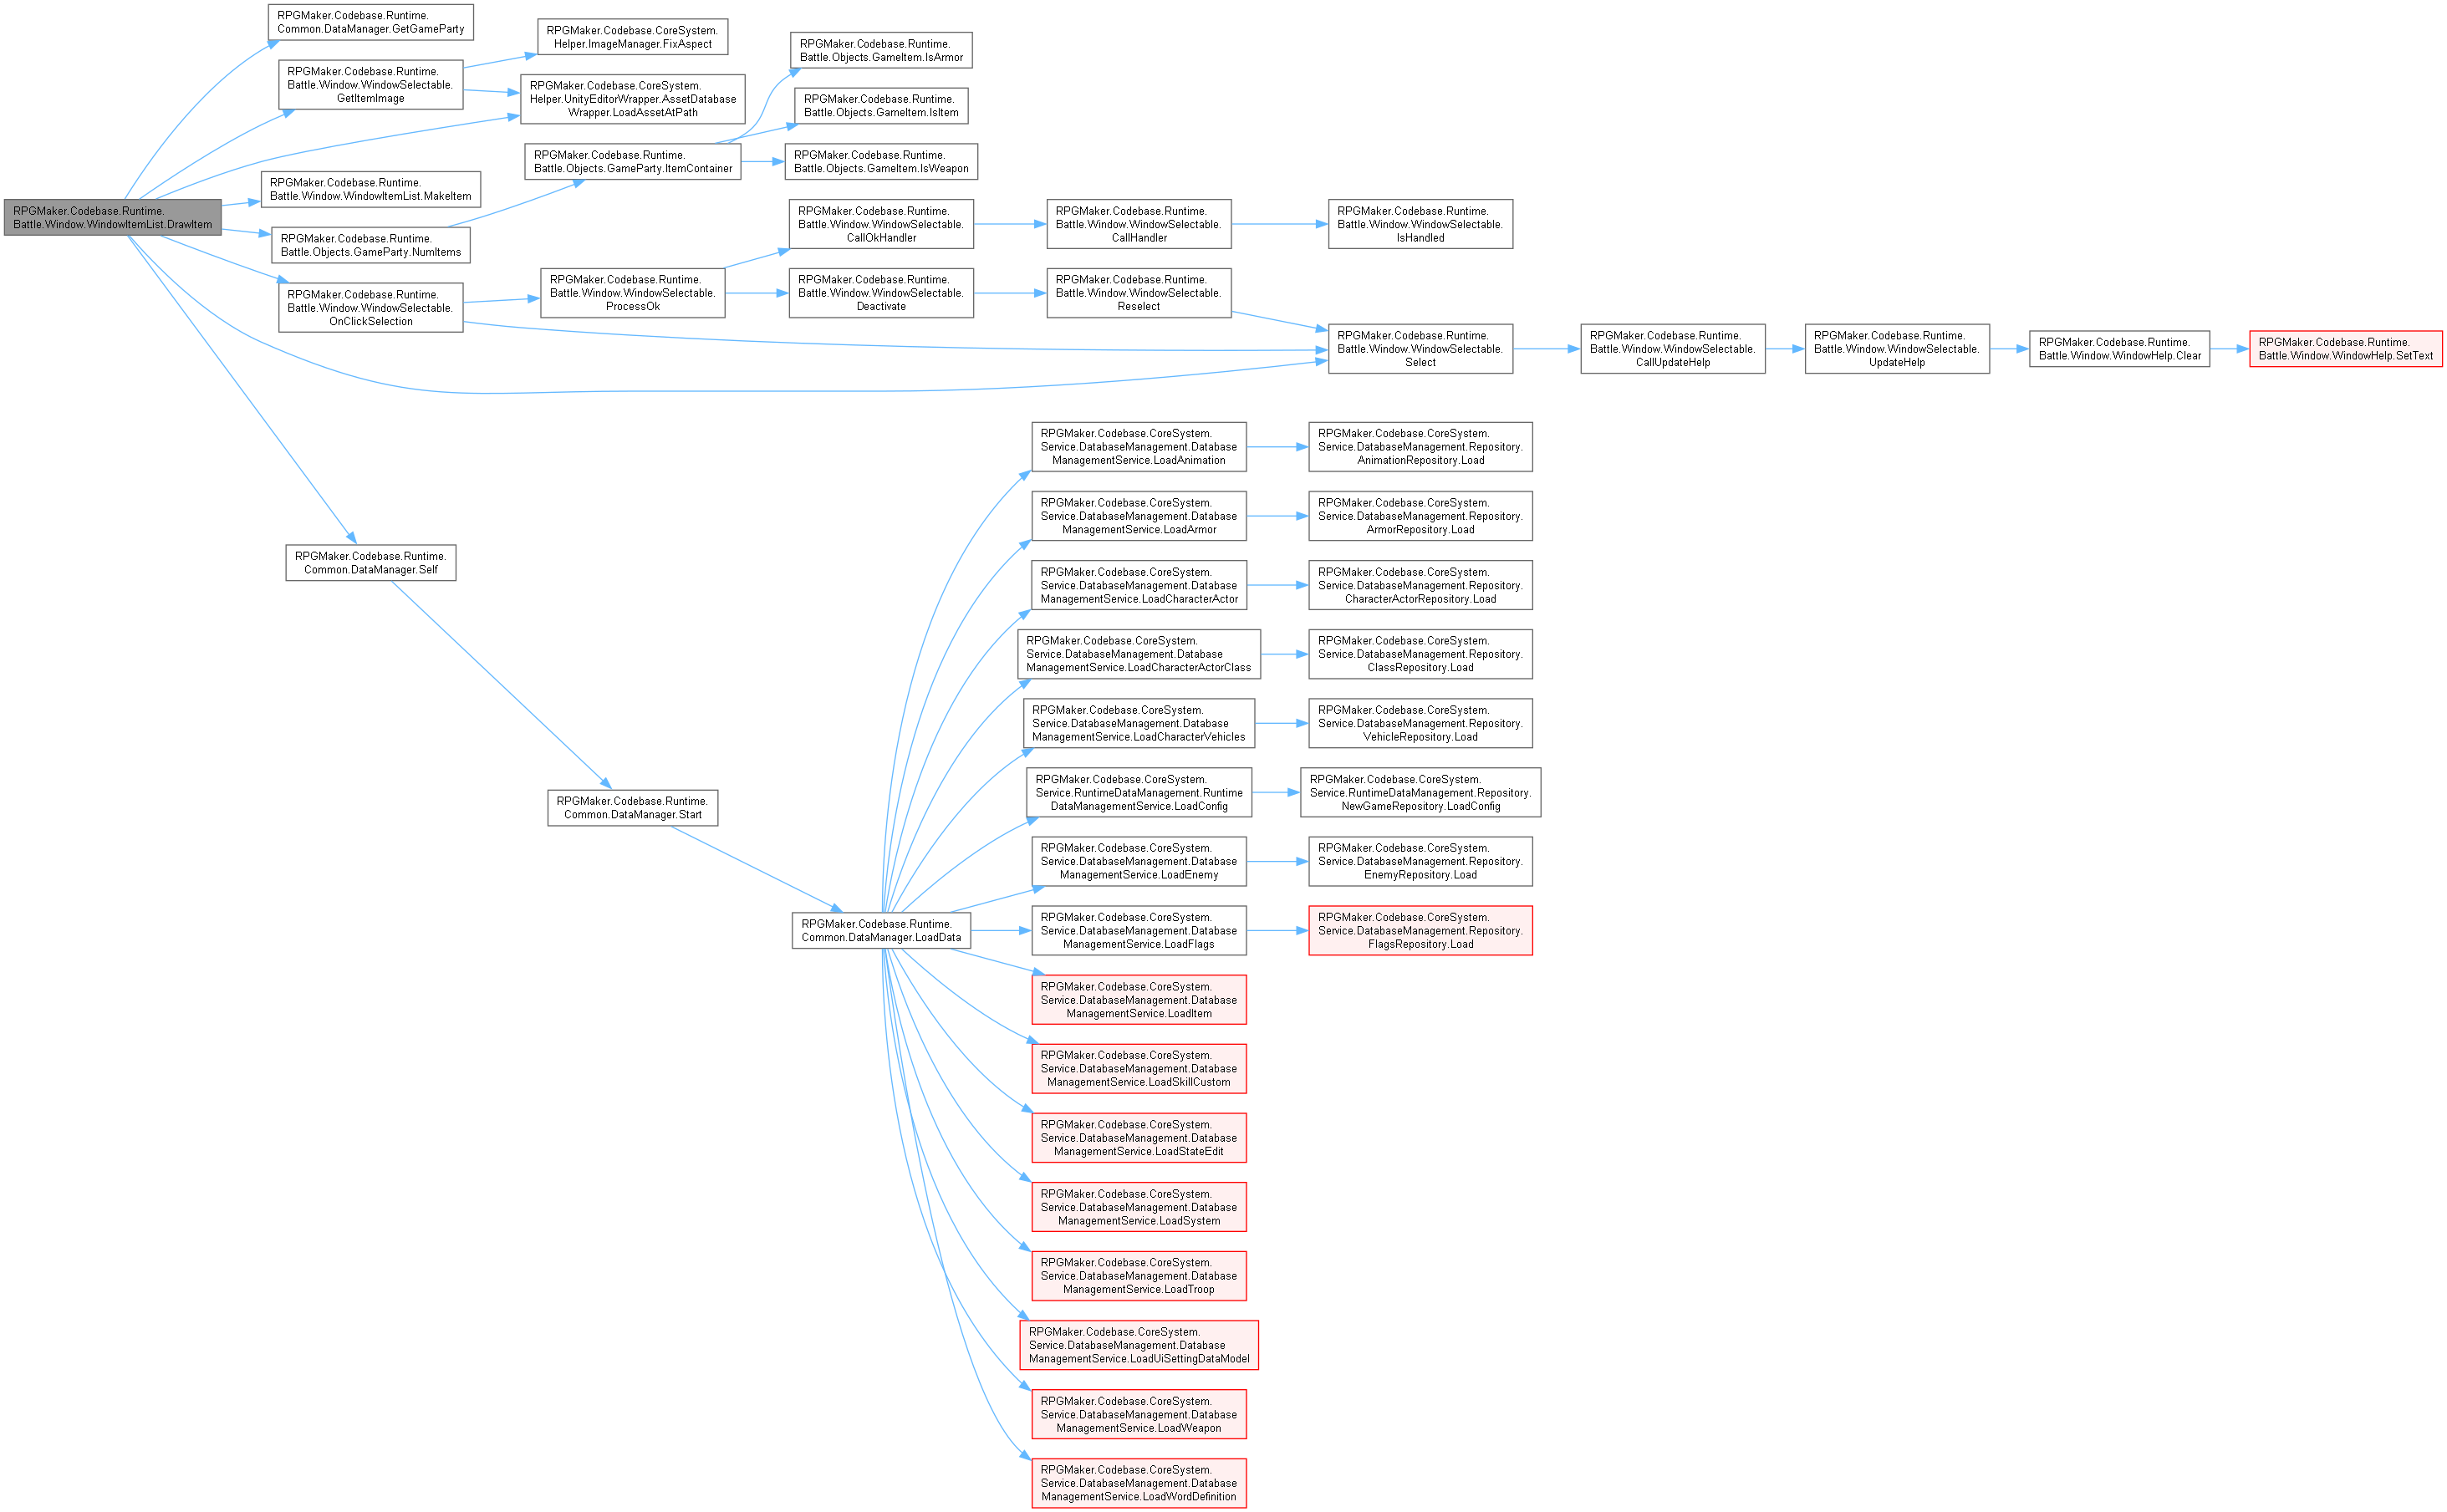 RPGMaker.Codebase.Runtime.
Battle.Window.WindowItemList.DrawItem
RPGMaker.Codebase.Runtime.
Common.DataManager.GetGameParty
RPGMaker.Codebase.Runtime.
Battle.Window.WindowSelectable.
GetItemImage
RPGMaker.Codebase.CoreSystem.
Helper.ImageManager.FixAspect
RPGMaker.Codebase.CoreSystem.
Helper.UnityEditorWrapper.AssetDatabase
Wrapper.LoadAssetAtPath
RPGMaker.Codebase.Runtime.
Battle.Window.WindowItemList.MakeItem
RPGMaker.Codebase.Runtime.
Battle.Objects.GameParty.NumItems
RPGMaker.Codebase.Runtime.
Battle.Objects.GameParty.ItemContainer
RPGMaker.Codebase.Runtime.
Battle.Objects.GameItem.IsArmor
RPGMaker.Codebase.Runtime.
Battle.Objects.GameItem.IsItem
RPGMaker.Codebase.Runtime.
Battle.Objects.GameItem.IsWeapon
RPGMaker.Codebase.Runtime.
Battle.Window.WindowSelectable.
OnClickSelection
RPGMaker.Codebase.Runtime.
Battle.Window.WindowSelectable.
ProcessOk
RPGMaker.Codebase.Runtime.
Battle.Window.WindowSelectable.
CallOkHandler
RPGMaker.Codebase.Runtime.
Battle.Window.WindowSelectable.
CallHandler
RPGMaker.Codebase.Runtime.
Battle.Window.WindowSelectable.
IsHandled
RPGMaker.Codebase.Runtime.
Battle.Window.WindowSelectable.
Deactivate
RPGMaker.Codebase.Runtime.
Battle.Window.WindowSelectable.
Reselect
RPGMaker.Codebase.Runtime.
Battle.Window.WindowSelectable.
Select
RPGMaker.Codebase.Runtime.
Battle.Window.WindowSelectable.
CallUpdateHelp
RPGMaker.Codebase.Runtime.
Battle.Window.WindowSelectable.
UpdateHelp
RPGMaker.Codebase.Runtime.
Battle.Window.WindowHelp.Clear
RPGMaker.Codebase.Runtime.
Battle.Window.WindowHelp.SetText
RPGMaker.Codebase.Runtime.
Common.DataManager.Self
RPGMaker.Codebase.Runtime.
Common.DataManager.Start
RPGMaker.Codebase.Runtime.
Common.DataManager.LoadData
RPGMaker.Codebase.CoreSystem.
Service.DatabaseManagement.Database
ManagementService.LoadAnimation
RPGMaker.Codebase.CoreSystem.
Service.DatabaseManagement.Repository.
AnimationRepository.Load
RPGMaker.Codebase.CoreSystem.
Service.DatabaseManagement.Database
ManagementService.LoadArmor
RPGMaker.Codebase.CoreSystem.
Service.DatabaseManagement.Repository.
ArmorRepository.Load
RPGMaker.Codebase.CoreSystem.
Service.DatabaseManagement.Database
ManagementService.LoadCharacterActor
RPGMaker.Codebase.CoreSystem.
Service.DatabaseManagement.Repository.
CharacterActorRepository.Load
RPGMaker.Codebase.CoreSystem.
Service.DatabaseManagement.Database
ManagementService.LoadCharacterActorClass
RPGMaker.Codebase.CoreSystem.
Service.DatabaseManagement.Repository.
ClassRepository.Load
RPGMaker.Codebase.CoreSystem.
Service.DatabaseManagement.Database
ManagementService.LoadCharacterVehicles
RPGMaker.Codebase.CoreSystem.
Service.DatabaseManagement.Repository.
VehicleRepository.Load
RPGMaker.Codebase.CoreSystem.
Service.RuntimeDataManagement.Runtime
DataManagementService.LoadConfig
RPGMaker.Codebase.CoreSystem.
Service.RuntimeDataManagement.Repository.
NewGameRepository.LoadConfig
RPGMaker.Codebase.CoreSystem.
Service.DatabaseManagement.Database
ManagementService.LoadEnemy
RPGMaker.Codebase.CoreSystem.
Service.DatabaseManagement.Repository.
EnemyRepository.Load
RPGMaker.Codebase.CoreSystem.
Service.DatabaseManagement.Database
ManagementService.LoadFlags
RPGMaker.Codebase.CoreSystem.
Service.DatabaseManagement.Repository.
FlagsRepository.Load
RPGMaker.Codebase.CoreSystem.
Service.DatabaseManagement.Database
ManagementService.LoadItem
RPGMaker.Codebase.CoreSystem.
Service.DatabaseManagement.Database
ManagementService.LoadSkillCustom
RPGMaker.Codebase.CoreSystem.
Service.DatabaseManagement.Database
ManagementService.LoadStateEdit
RPGMaker.Codebase.CoreSystem.
Service.DatabaseManagement.Database
ManagementService.LoadSystem
RPGMaker.Codebase.CoreSystem.
Service.DatabaseManagement.Database
ManagementService.LoadTroop
RPGMaker.Codebase.CoreSystem.
Service.DatabaseManagement.Database
ManagementService.LoadUiSettingDataModel
RPGMaker.Codebase.CoreSystem.
Service.DatabaseManagement.Database
ManagementService.LoadWeapon
RPGMaker.Codebase.CoreSystem.
Service.DatabaseManagement.Database
ManagementService.LoadWordDefinition